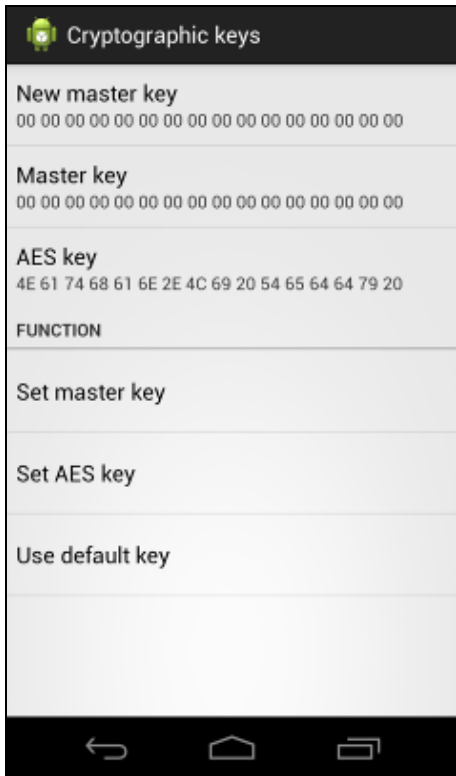 Cryptographic keys
New master key
00 00 00 00 00 00 00 00 00 00 00 00 00 00 00 00
Master key
00 00 00 00 00 00 00 00 00 00 00 00 00 00 00 00
AES key
4E 61 74 68 61 6E 2E 4C 69 20 54 65 64 64 79 20
FUNCTION
Set master key
Set AES key
Use default key